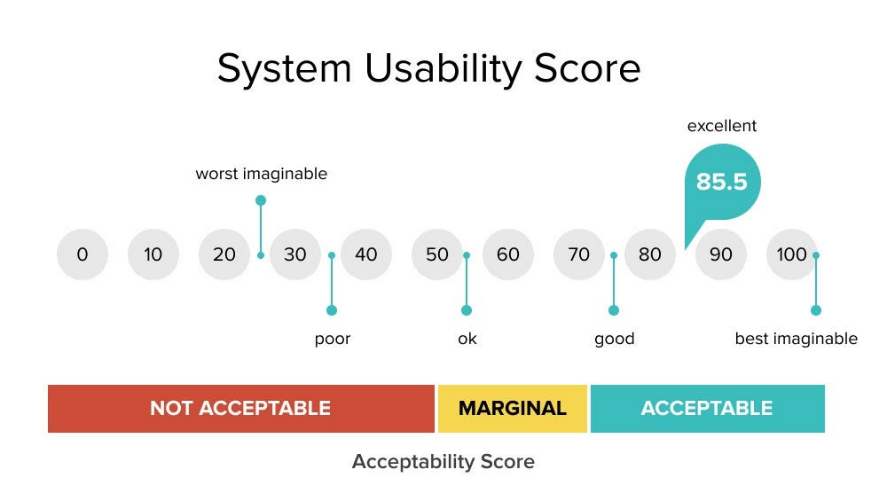 System Usability Score
excellent
85.5
worst imaginable
0 10 20 30 40 50 60 70 80 90 100
poor ok good best imaginable
NOT ACCEPTABLE MARGINAL ACCEPTABLE
Acceptability Score